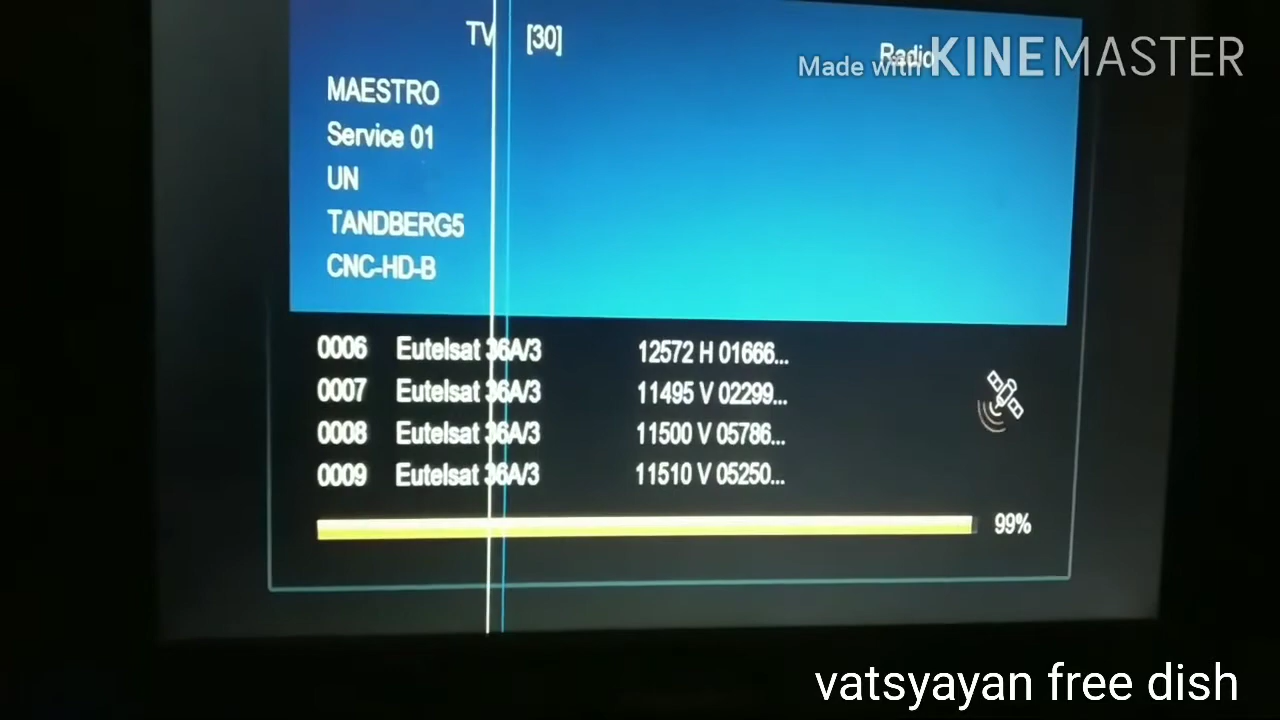 TV [30] Radio
Made with KINEMASTER
MAESTRO
Service 01
UN
TANDBERG5
CNC-HD-B
0006 Eutelsat 36A/3 12572 H 01666...
0007 Eutelsat 36A/3 11495 V 02299...
0008 Eutelsat 36A/3 11500 V 05786...
0009 Eutelsat 36A/3 11510 V 05250...
99%
vatsyayan free dish